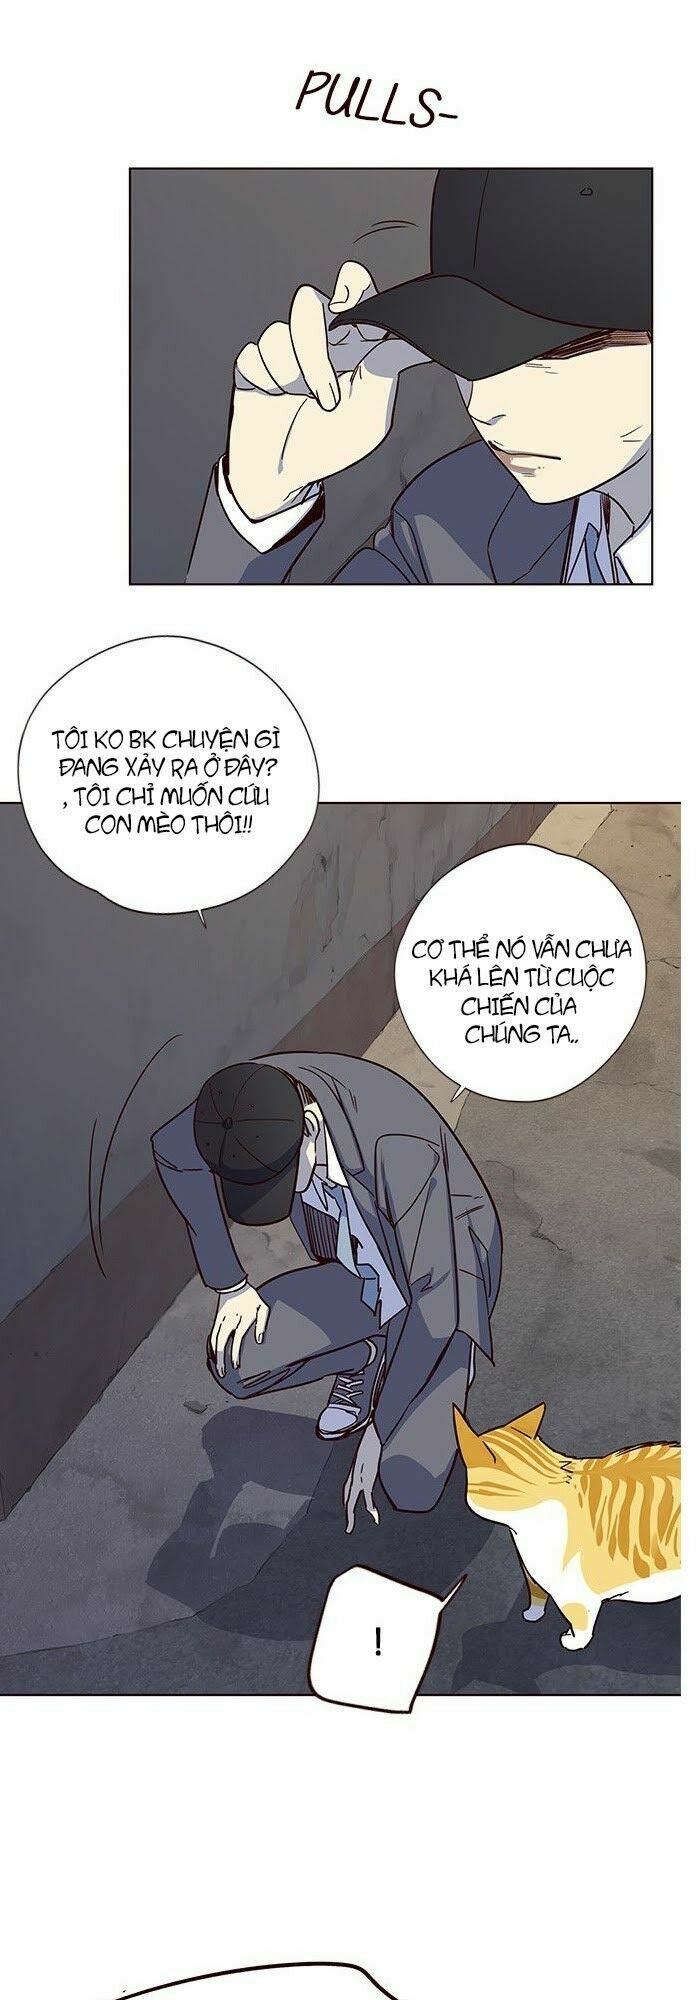 PULLS-
TÔI KO BK CHUYỆN GÌ
ĐANG XẢY RA Ở ĐÂY?
, TÔI CHỈ MUỐN CỨU
CON MÈO THÔI!!
CƠ THỂ NÓ VẪN CHƯA
KHÁ LÊN TỪ CUỘC
CHIẾN CỦA
CHÚNG TA..
!